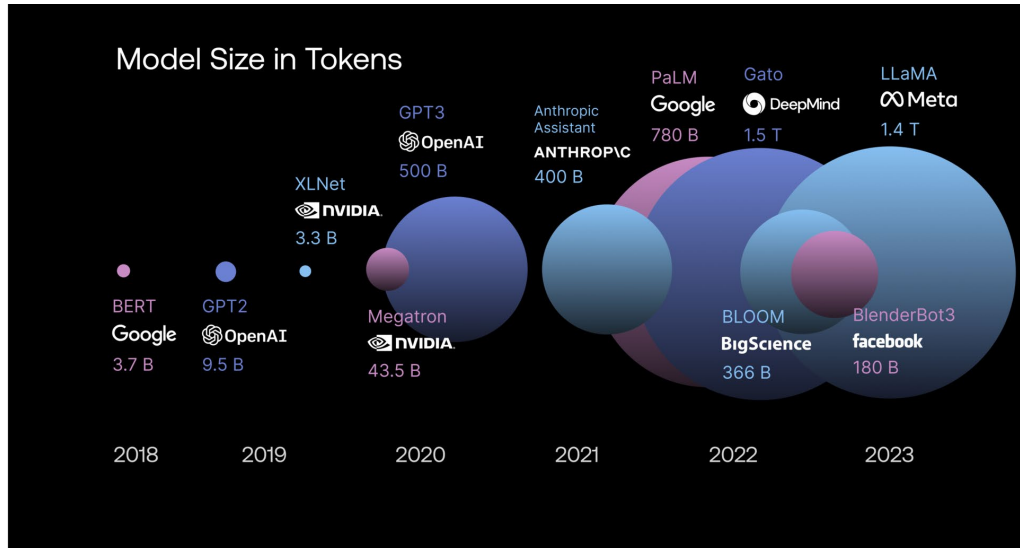 Model Size in Tokens
BERT
Google
3.7 B
GPT2
OpenAI
9.5 B
XLNet
NVIDIA.
3.3 B
Megatron
NVIDIA.
43.5 B
GPT3
OpenAI
500 B
Anthropic
Assistant
ANTHROP\C
400 B
PaLM
Google
780 B
Gato
DeepMind
1.5 T
BLOOM
BigScience
366 B
BlenderBot3
facebook
180 B
LLaMA
Meta
1.4 T
2018 2019 2020 2021 2022 2023